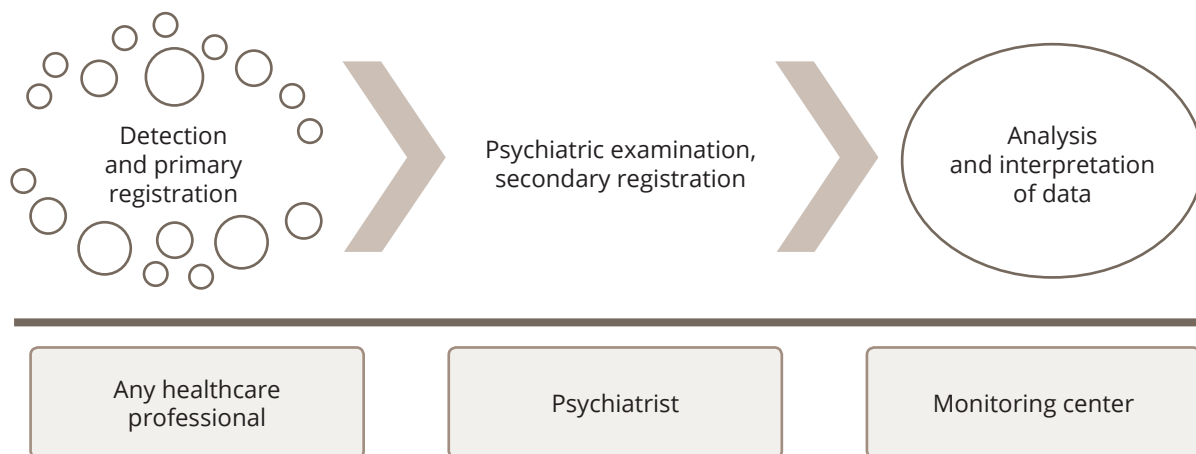 Detection
and primary
registration
Psychiatric examination,
secondary registration
Analysis
and interpretation
of data
Any healthcare
professional
Psychiatrist
Monitoring center